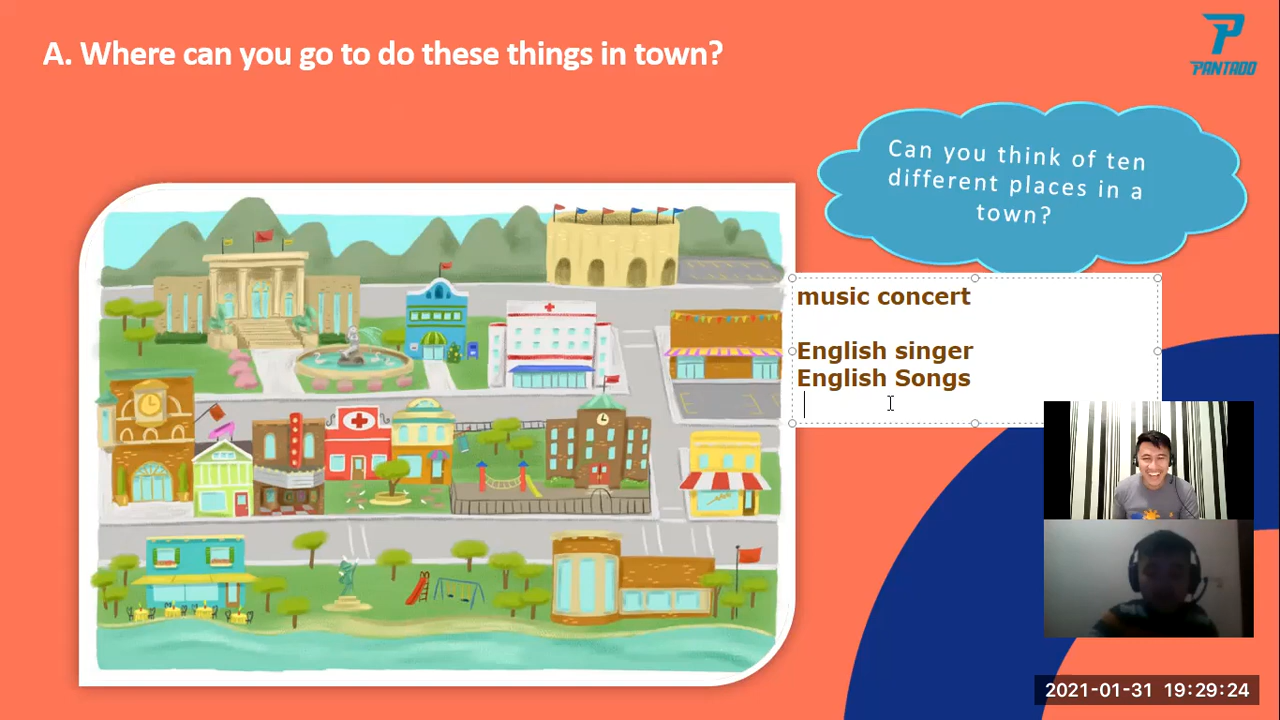 A. Where can you go to do these things in town?
PANTADO
Can you think of ten
different places in a
town?
music concert
English singer
English Songs
2021-01-31 19:29:24